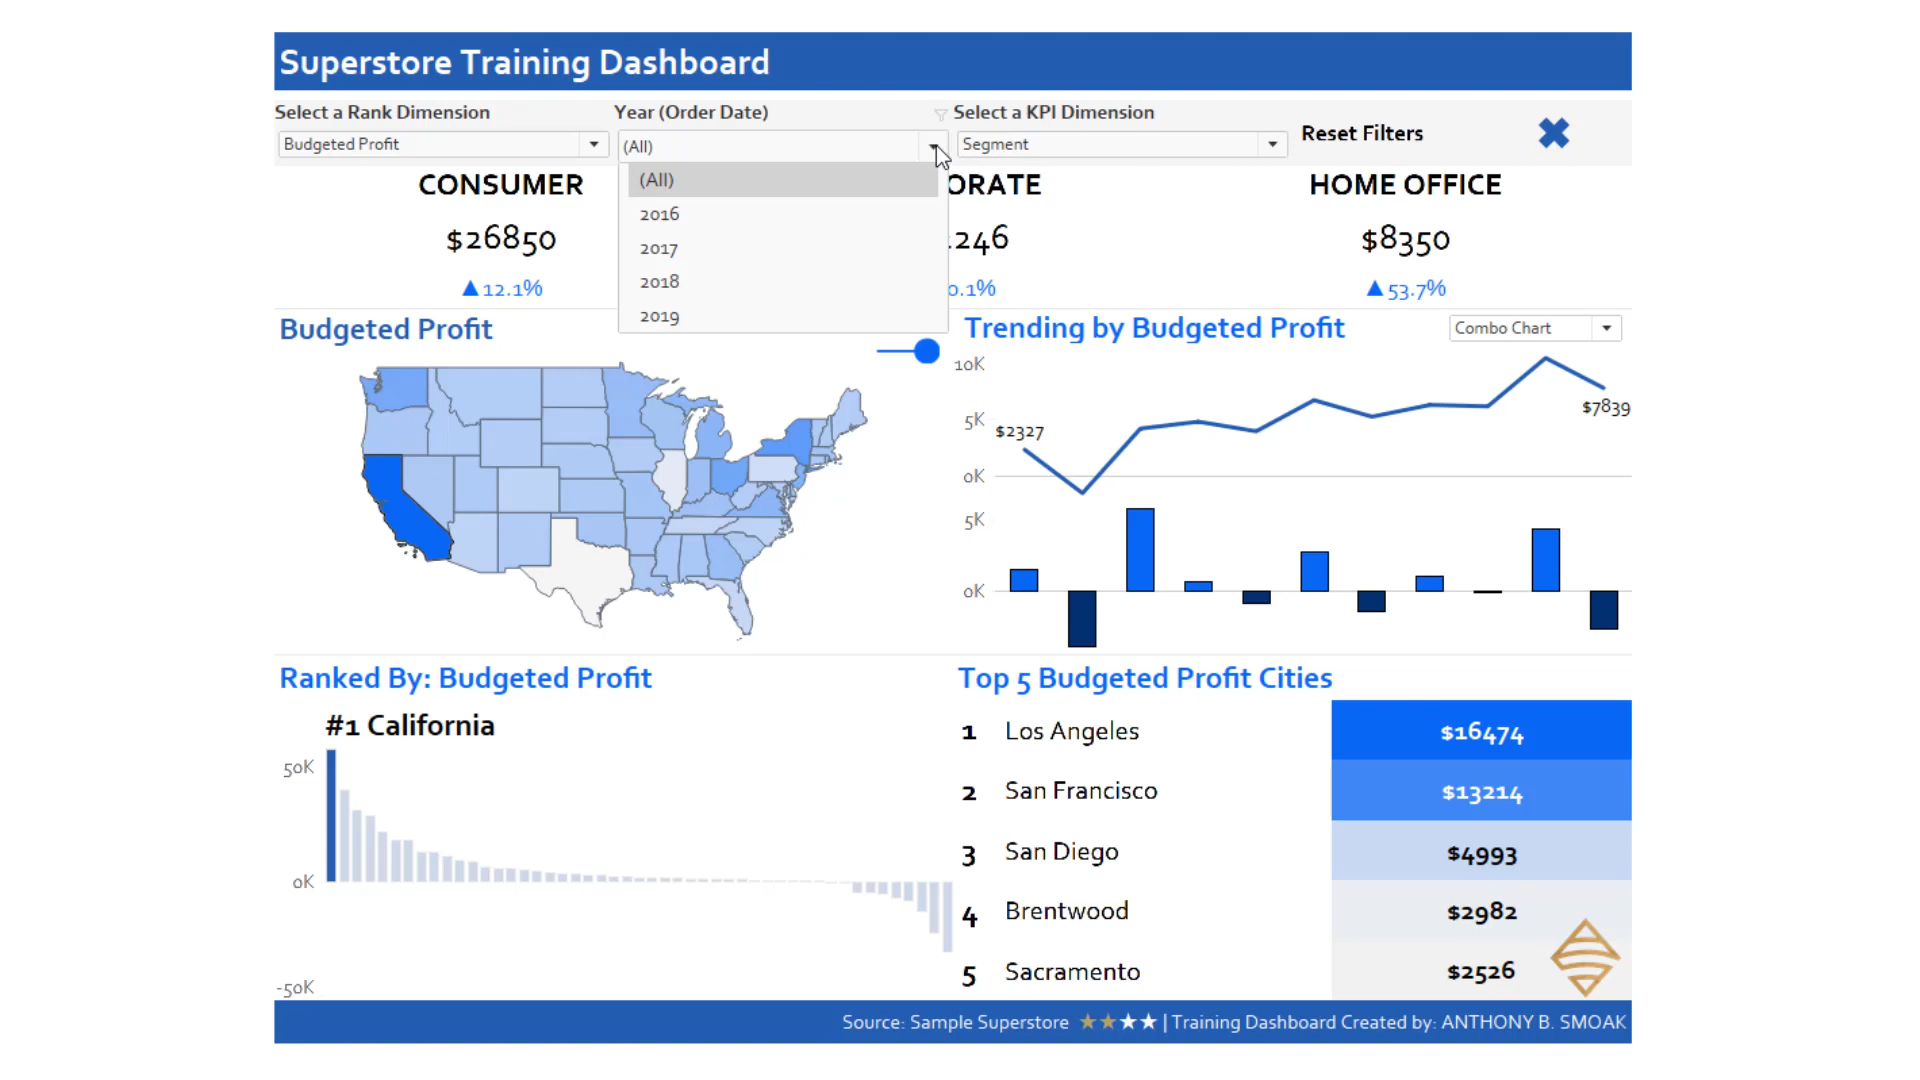 Superstore Training Dashboard
Select a Rank Dimension
Budgeted Profit
Year (Order Date)
(All)
(All)
2016
2017
2018
2019
Select a KPI Dimension
Segment
Reset Filters
CONSUMER
$26850
▲12.1%
ORATE
246
0.1%
HOME OFFICE
$8350
▲53.7%
Budgeted Profit
Trending by Budgeted Profit
Combo Chart
10K
5K
0K
$2327
$7839
5K
0K
Ranked By: Budgeted Profit
#1 California
50K
0K
-50K
Top 5 Budgeted Profit Cities
1 Los Angeles $16474
2 San Francisco $13214
3 San Diego $4993
4 Brentwood $2982
5 Sacramento $2526
Source: Sample Superstore ★★★★ | Training Dashboard Created by: ANTHONY B. SMOAK